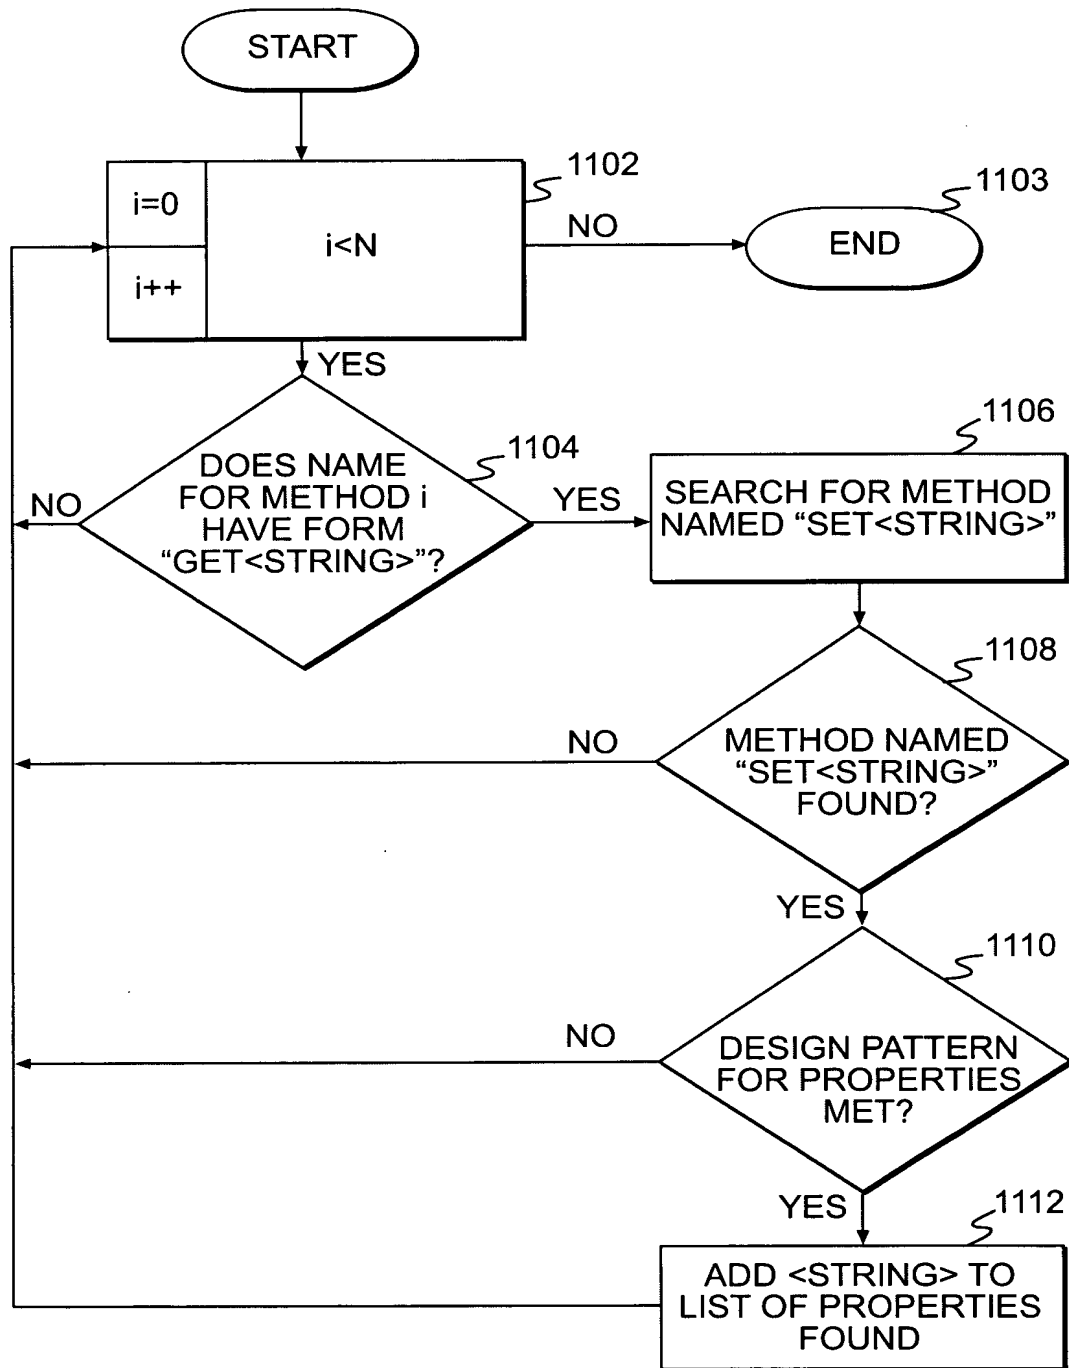 START
1102
1103
i=0
i<N
NO
END
i++
YES
1106
1104
DOES NAME
FOR METHOD i
HAVE FORM
“GET<STRING>”?
NO
YES
SEARCH FOR METHOD
NAMED “SET<STRING>”
1108
NO
METHOD NAMED
“SET<STRING>”
FOUND?
YES
1110
NO
DESIGN PATTERN
FOR PROPERTIES
MET?
YES
1112
ADD <STRING> TO
LIST OF PROPERTIES
FOUND